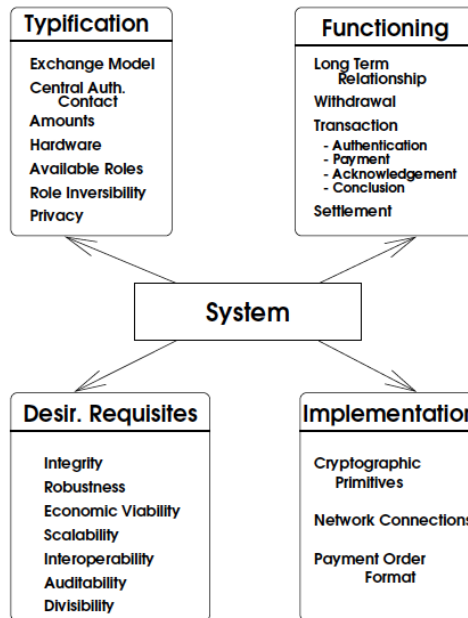 Typification
Exchange Model
Central Auth.
Contact
Amounts
Hardware
Available Roles
Role Inversibility
Privacy
Functioning
Long Term
Relationship
Withdrawal
Transaction
- Authentication
- Payment
- Acknowledgement
- Conclusion
Settlement
System
Desir. Requisites
Integrity
Robustness
Economic Viability
Scalability
Interoperability
Auditability
Divisibility
Implementation
Cryptographic
Primitives
Network Connections
Payment Order
Format